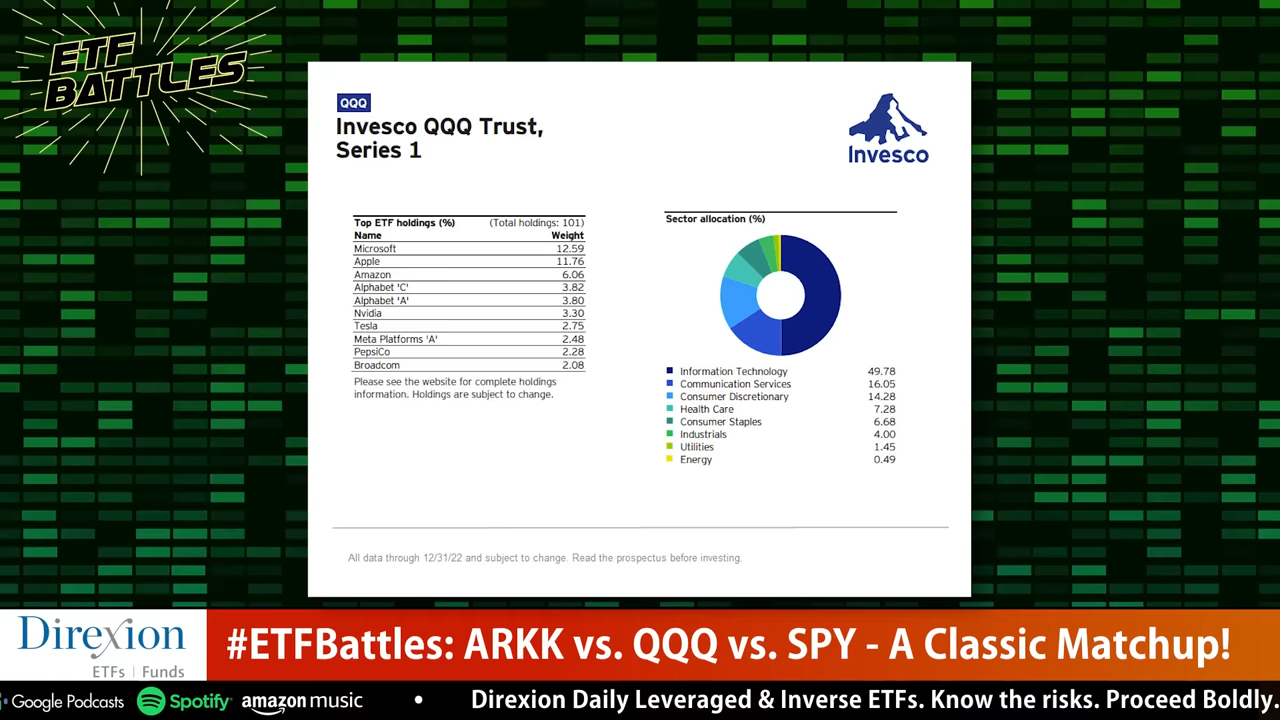 ETF
BATTLES
QQQ
Invesco QQQ Trust,
Series 1
Invesco
Top ETF holdings (%) (Total holdings: 101)
Name Weight
Microsoft 12.59
Apple 11.76
Amazon 6.06
Alphabet 'C' 3.82
Alphabet 'A' 3.80
Nvidia 3.30
Tesla 2.75
Meta Platforms 'A' 2.48
PepsiCo 2.28
Broadcom 2.08
Please see the website for complete holdings
information. Holdings are subject to change.
Sector allocation (%)
Information Technology 49.78
Communication Services 16.05
Consumer Discretionary 14.28
Health Care 7.28
Consumer Staples 6.68
Industrials 4.00
Utilities 1.45
Energy 0.49
All data through 12/31/22 and subject to change. Read the prospectus before investing.
Direxion
ETFs | Funds
#ETFBattles: ARKK vs. QQQ vs. SPY - A Classic Matchup!
Google Podcasts Spotify amazon music • Direxion Daily Leveraged & Inverse ETFs. Know the risks. Proceed Boldly.